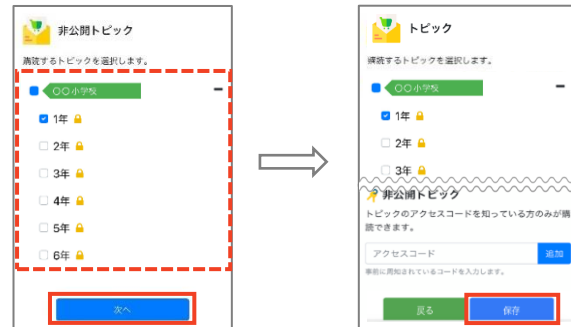 非公開トピック
購読するトピックを選択します。
〇〇小学校
1年
2年
3年
4年
5年
6年
次へ
トピック
購読するトピックを選択します。
〇〇小学校
1年
2年
3年
非公開トピック
トピックのアクセスコードを知っている方のみが購
読できます。
アクセスコード
追加
事前に周知されているコードを入力します。
戻る
保存